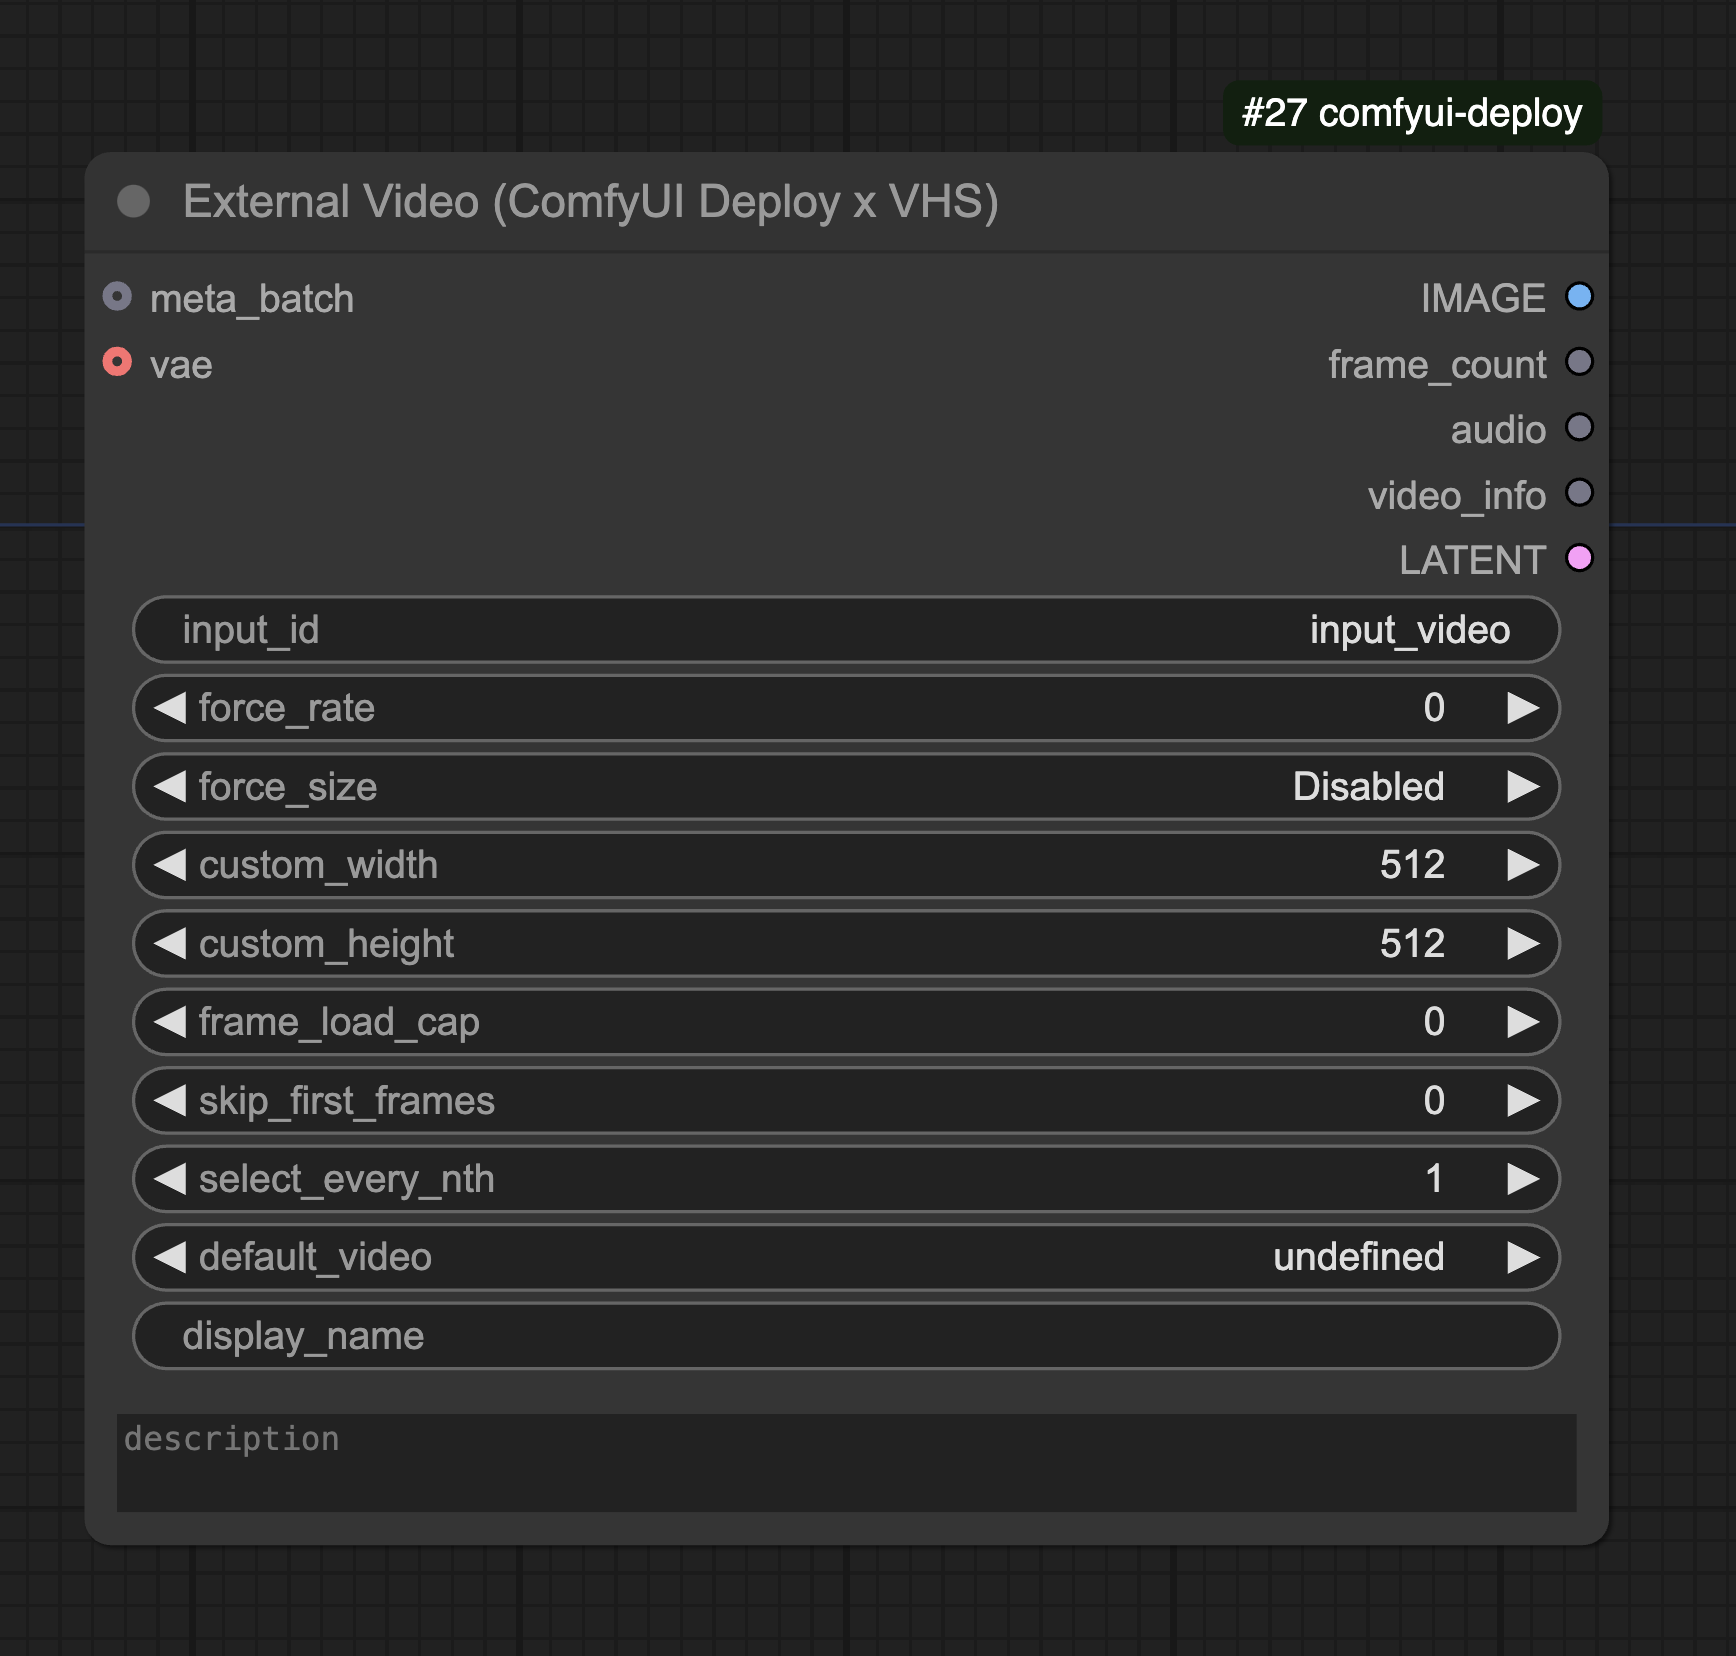 #27 comfyui-deploy
External Video (ComfyUI Deploy x VHS)
meta_batch IMAGE
vae frame_count
audio
video_info
LATENT
input_id input_video
force_rate 0
force_size Disabled
custom_width 512
custom_height 512
frame_load_cap 0
skip_first_frames 0
select_every_nth 1
default_video undefined
display_name
description